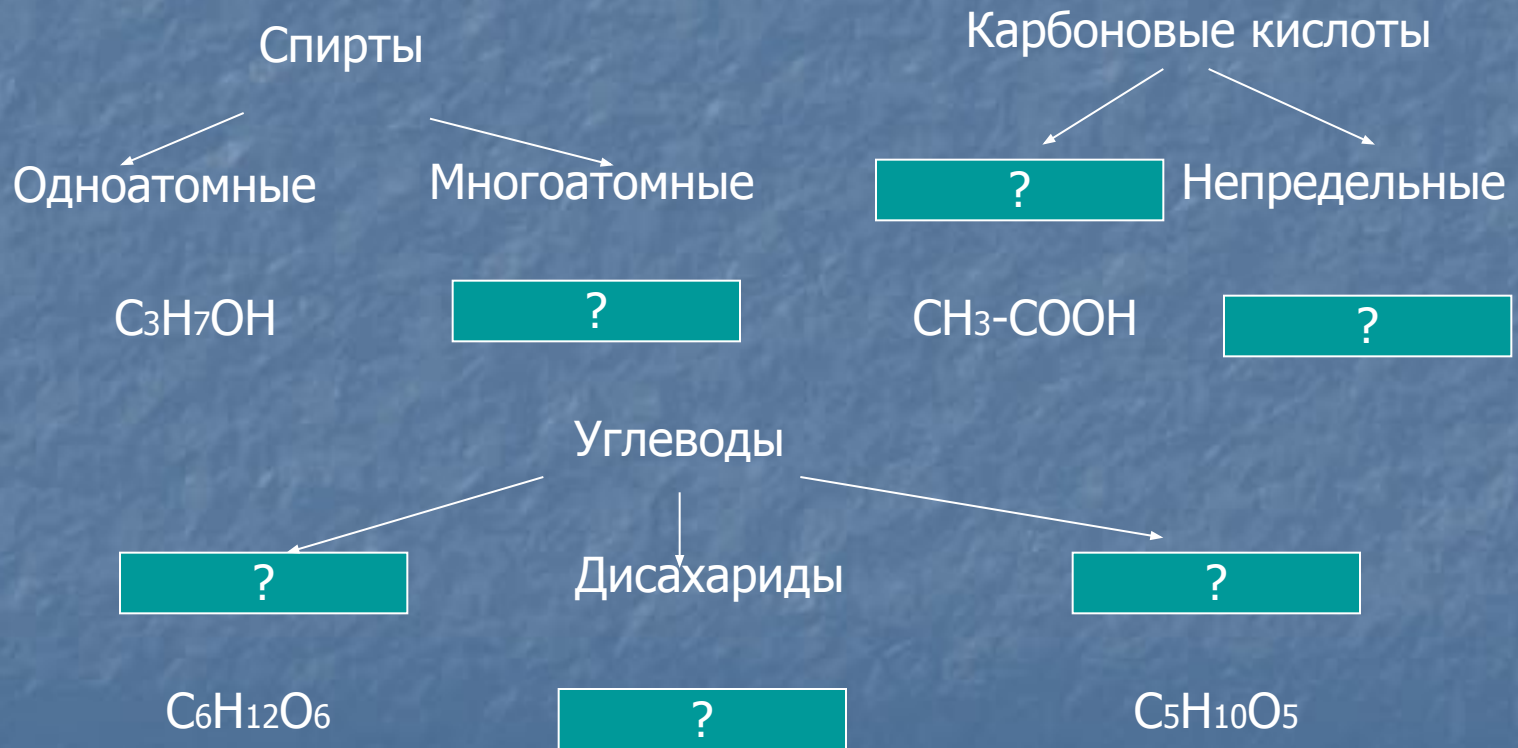 Спирты
Карбоновые кислоты
Одноатомные
Многоатомные
?
Непредельные
C3H7OH
?
CH3-COOH
?
Углеводы
?
Дисахариды
?
C6H12O6
?
C5H10O5